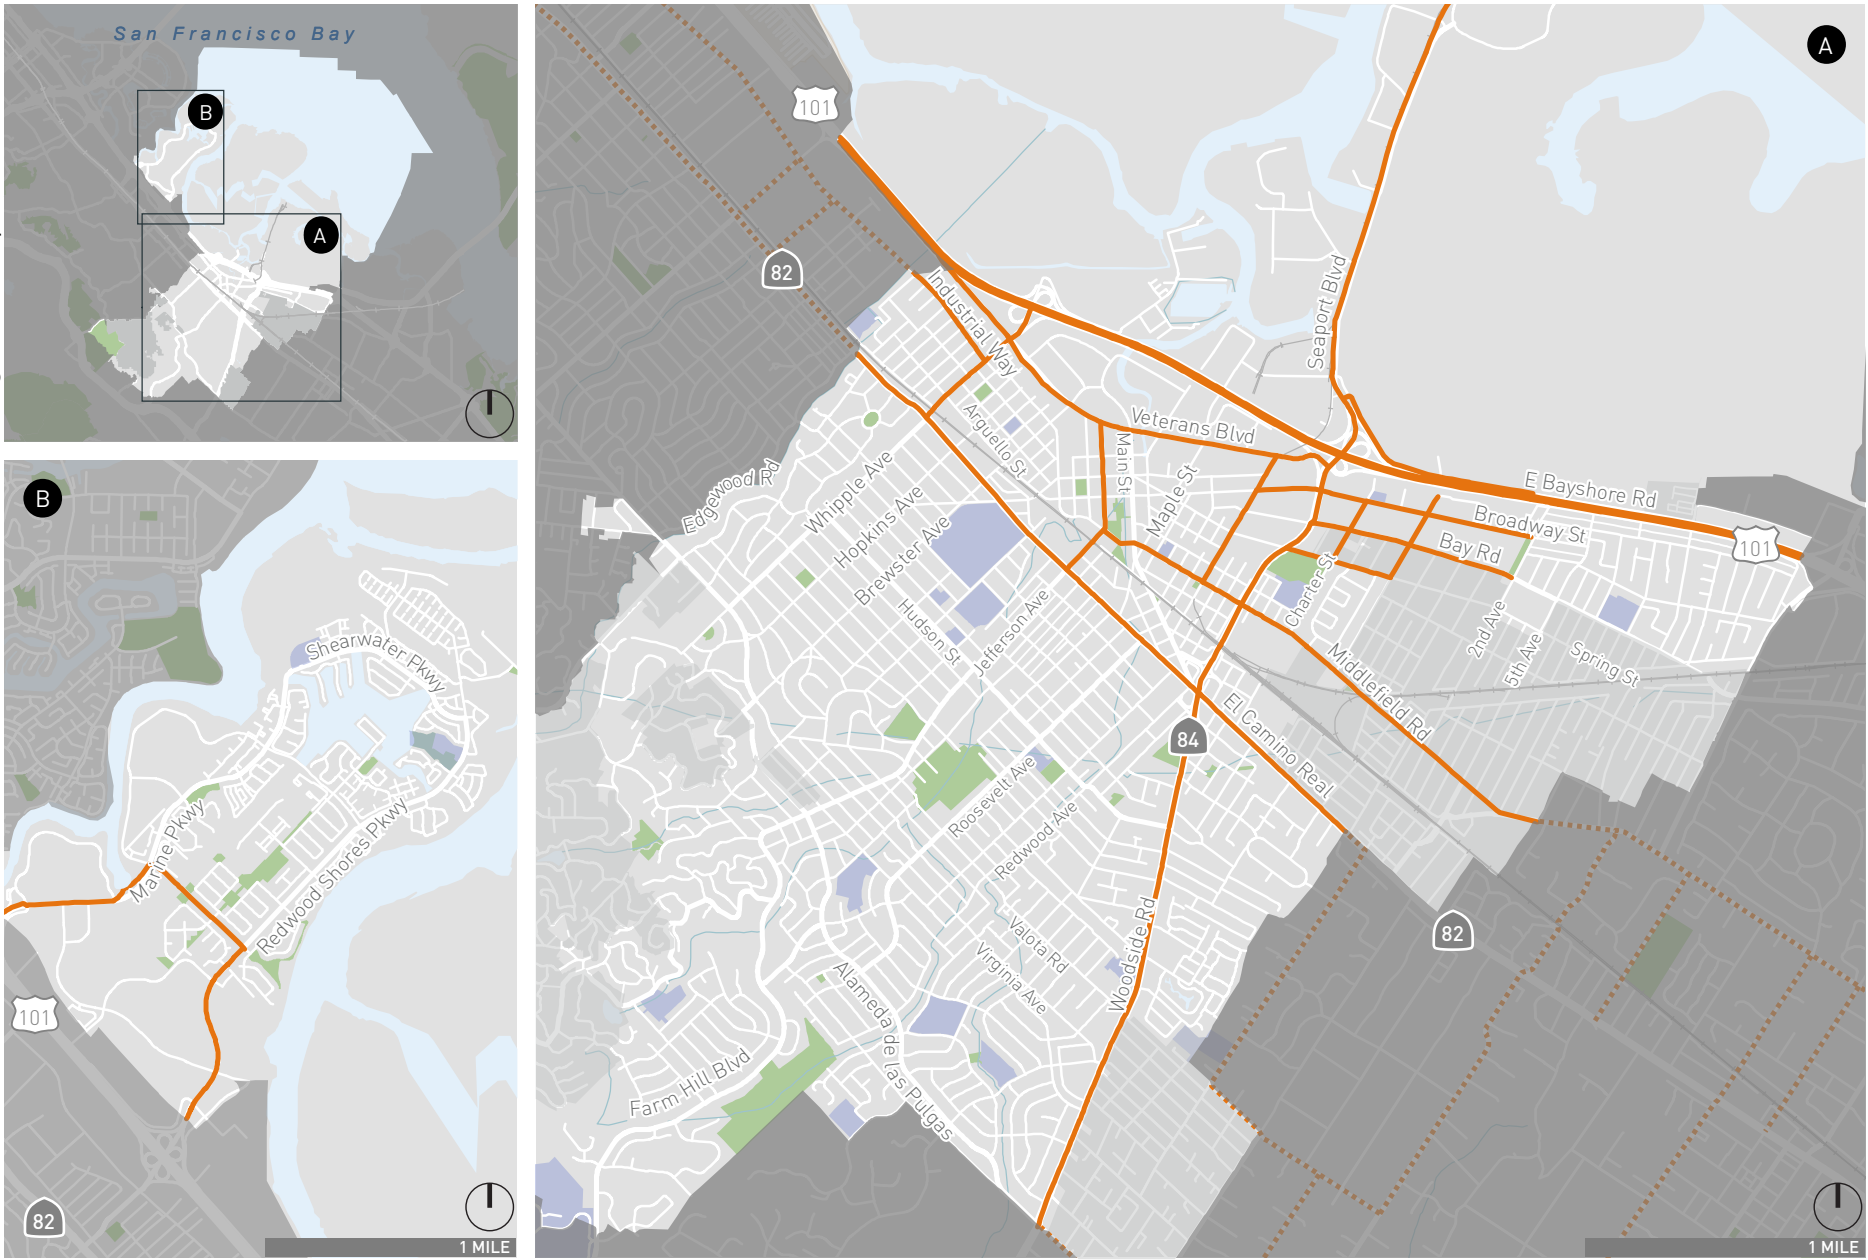 San Francisco Bay
B
A
B
Shearwater Pkwy
Marine Pkwy
Redwood Shores Pkwy
101
82
1 MILE
A
101
82
Industrial Way
Seaport Blvd
Arguello St
Veterans Blvd
Main St
Maple St
E Bayshore Rd
Broadway St
Bay Rd
101
Edgewood Rd
Whipple Ave
Hopkins Ave
Brewster Ave
Hudson St
Jefferson Ave
Charter St
2nd Ave
5th Ave
Spring St
Middlefield Rd
El Camino Real
84
Roosevelt Ave
Redwood Ave
Woodside Rd
Valota Rd
Virginia Ave
82
Alameda de las Pulgas
Farm Hill Blvd
1 MILE